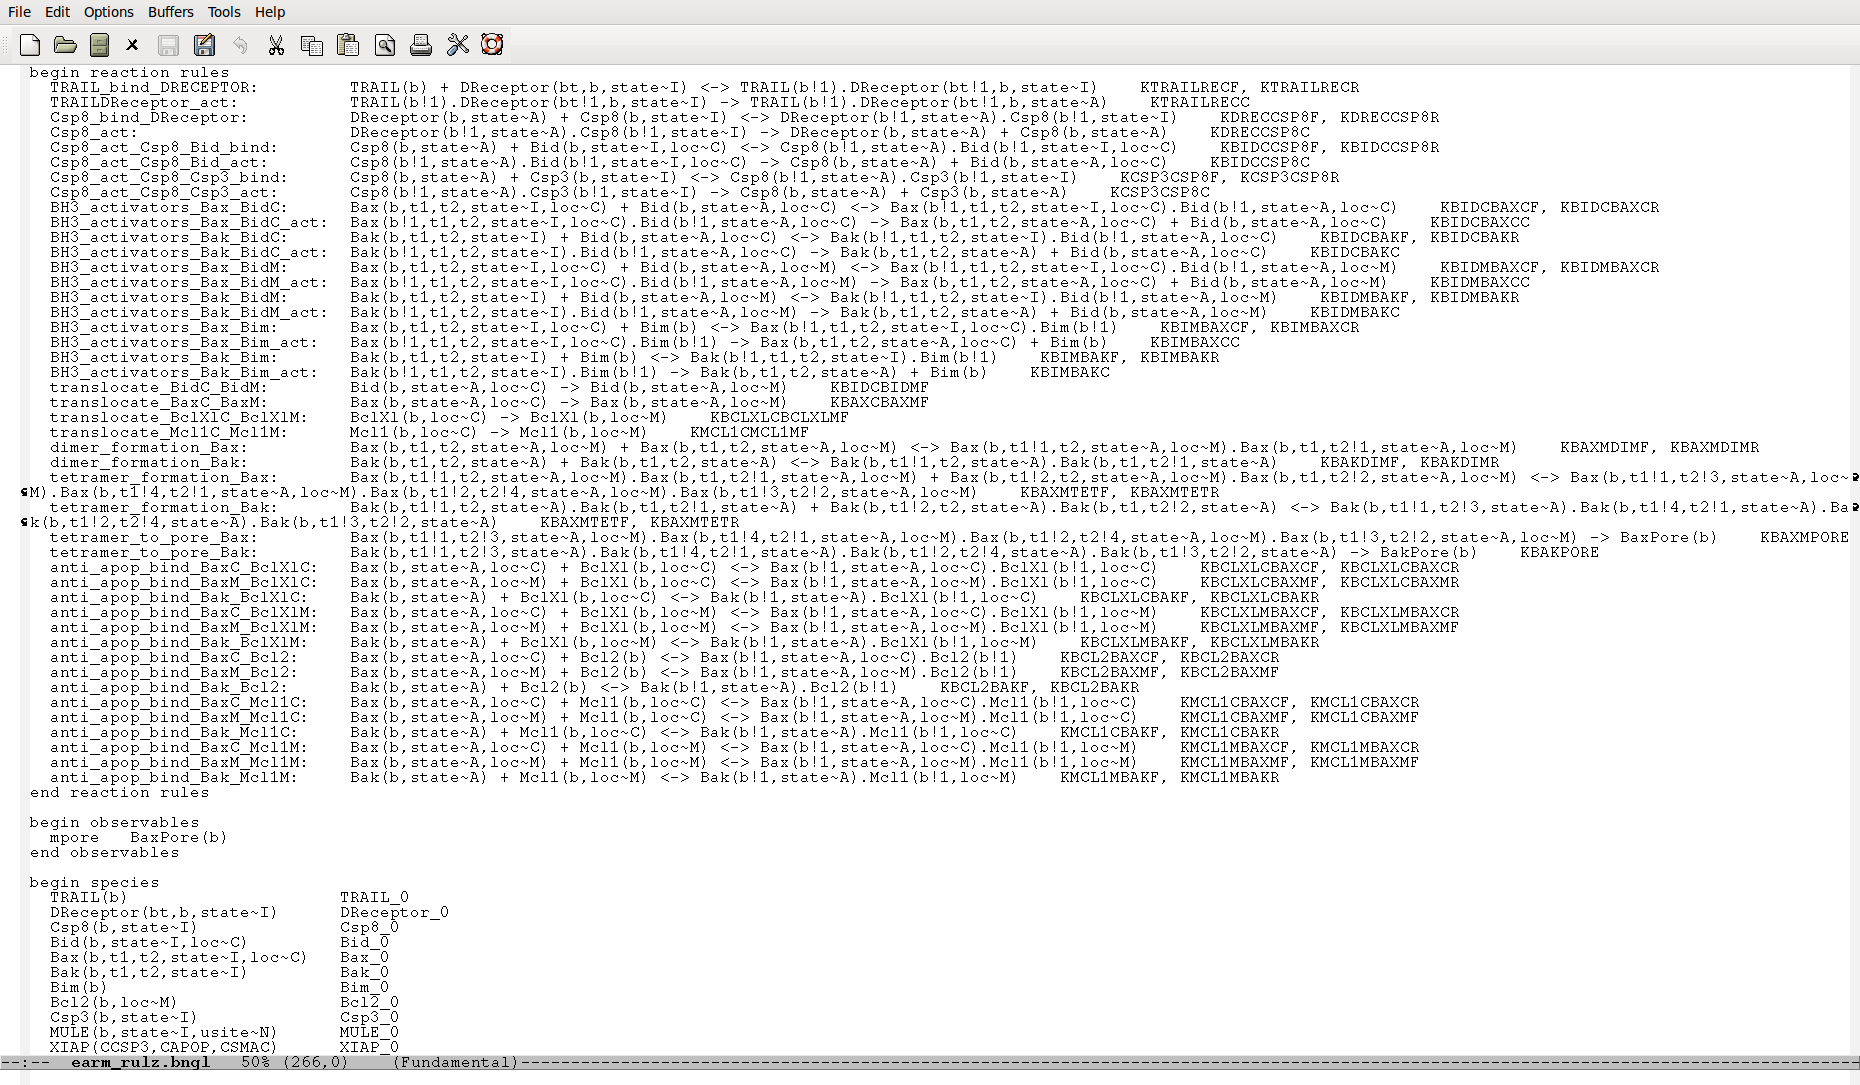 File Edit Options Buffers Tools Help
begin reaction rules
TRAIL_bind_DRECEPTOR: TRAIL(b) + DReceptor(bt,b,state~I) <-> TRAIL(b!1).DReceptor(bt!1,b,state~I) KTRAILRECF, KTRAILRECR
TRAILDReceptor_act: TRAIL(b!1).DReceptor(bt!1,b,state~I) -> TRAIL(b!1).DReceptor(bt!1,b,state~A) KTRAILRECC
Csp8_bind_DReceptor: DReceptor(b,state~A) + Csp8(b,state~I) <-> DReceptor(b!1,state~A).Csp8(b!1,state~I) KDRECCSP8F, KDRECCSP8R
Csp8_act: DReceptor(b!1,state~A).Csp8(b!1,state~I) -> DReceptor(b,state~A) + Csp8(b,state~A) KDRECCSP8C
Csp8_act_Csp8_Bid_bind: Csp8(b,state~A) + Bid(b,state~I,loc~C) <-> Csp8(b!1,state~A).Bid(b!1,state~I,loc~C) KBIDCCSP8F, KBIDCCSP8R
Csp8_act_Csp8_Bid_act: Csp8(b!1,state~A).Bid(b!1,state~I,loc~C) -> Csp8(b,state~A) + Bid(b,state~A,loc~C) KBIDCCSP8C
Csp8_act_Csp8_Csp3_bind: Csp8(b,state~A) + Csp3(b,state~I) <-> Csp8(b!1,state~A).Csp3(b!1,state~I) KCSP3CSP8F, KCSP3CSP8R
Csp8_act_Csp8_Csp3_act: Csp8(b!1,state~A).Csp3(b!1,state~I) -> Csp8(b,state~A) + Csp3(b,state~A) KCSP3CSP8C
BH3_activators_Bax_BidC: Bax(b,t1,t2,state~I,loc~C) + Bid(b,state~A,loc~C) <-> Bax(b!1,t1,t2,state~I,loc~C).Bid(b!1,state~A,loc~C) KBIDCBAXCF, KBIDCBAXCR
BH3_activators_Bax_BidC_act: Bax(b!1,t1,t2,state~I,loc~C).Bid(b!1,state~A,loc~C) -> Bax(b,t1,t2,state~A,loc~C) + Bid(b,state~A,loc~C) KBIDCBAXCC
BH3_activators_Bak_BidC: Bak(b,t1,t2,state~I) + Bid(b,state~A,loc~C) <-> Bak(b!1,t1,t2,state~I).Bid(b!1,state~A,loc~C) KBIDCBAKF, KBIDCBAKR
BH3_activators_Bak_BidC_act: Bak(b!1,t1,t2,state~I).Bid(b!1,state~A,loc~C) -> Bak(b,t1,t2,state~A) + Bid(b,state~A,loc~C) KBIDCBAKC
BH3_activators_Bax_BidM: Bax(b,t1,t2,state~I,loc~C) + Bid(b,state~A,loc~M) <-> Bax(b!1,t1,t2,state~I,loc~C).Bid(b!1,state~A,loc~M) KBIDMBAXCF, KBIDMBAXCR
BH3_activators_Bax_BidM_act: Bax(b!1,t1,t2,state~I,loc~C).Bid(b!1,state~A,loc~M) -> Bax(b,t1,t2,state~A,loc~C) + Bid(b,state~A,loc~M) KBIDMBAXCC
BH3_activators_Bak_BidM: Bak(b,t1,t2,state~I) + Bid(b,state~A,loc~M) <-> Bak(b!1,t1,t2,state~I).Bid(b!1,state~A,loc~M) KBIDMBAKF, KBIDMBAKR
BH3_activators_Bak_BidM_act: Bak(b!1,t1,t2,state~I).Bid(b!1,state~A,loc~M) -> Bak(b,t1,t2,state~A) + Bid(b,state~A,loc~M) KBIDMBAKC
BH3_activators_Bax_Bim: Bax(b,t1,t2,state~I,loc~C) + Bim(b) <-> Bax(b!1,t1,t2,state~I,loc~C).Bim(b!1) KBIMBAXCF, KBIMBAXCR
BH3_activators_Bax_Bim_act: Bax(b!1,t1,t2,state~I,loc~C).Bim(b!1) -> Bax(b,t1,t2,state~A,loc~C) + Bim(b) KBIMBAXCC
BH3_activators_Bak_Bim: Bak(b,t1,t2,state~I) + Bim(b) <-> Bak(b!1,t1,t2,state~I).Bim(b!1) KBIMBAKF, KBIMBAKR
BH3_activators_Bak_Bim_act: Bak(b!1,t1,t2,state~I).Bim(b!1) -> Bak(b,t1,t2,state~A) + Bim(b) KBIMBAKC
translocate_BidC_BidM: Bid(b,state~A,loc~C) -> Bid(b,state~A,loc~M) KBIDCBIDMF
translocate_BaxC_BaxM: Bax(b,state~A,loc~C) -> Bax(b,state~A,loc~M) KBAXCBAXMF
translocate_BclXlC_BclXlM: BclXl(b,loc~C) -> BclXl(b,loc~M) KBCLXLCBCLXLMF
translocate_Mcl1C_Mcl1M: Mcl1(b,loc~C) -> Mcl1(b,loc~M) KMCL1CMCL1MF
dimer_formation_Bax: Bax(b,t1,t2,state~A,loc~M) + Bax(b,t1,t2,state~A,loc~M) <-> Bax(b,t1!1,t2,state~A,loc~M).Bax(b,t1,t2!1,state~A,loc~M) KBAXMDIMF, KBAXMDIMR
dimer_formation_Bak: Bak(b,t1,t2,state~A) + Bak(b,t1,t2,state~A) <-> Bak(b,t1!1,t2,state~A).Bak(b,t1,t2!1,state~A) KBAKDIMF, KBAKDIMR
tetramer_formation_Bax: Bax(b,t1!1,t2,state~A,loc~M).Bax(b,t1,t2!1,state~A,loc~M) + Bax(b,t1!2,t2,state~A,loc~M).Bax(b,t1,t2!2,state~A,loc~M) <-> Bax(b,t1!1,t2!3,state~A,loc~
M).Bax(b,t1!4,t2!1,state~A,loc~M).Bax(b,t1!2,t2!4,state~A,loc~M).Bax(b,t1!3,t2!2,state~A,loc~M) KBAXMTETF, KBAXMTETR
tetramer_formation_Bak: Bak(b,t1!1,t2,state~A).Bak(b,t1,t2!1,state~A) + Bak(b,t1!2,t2,state~A).Bak(b,t1,t2!2,state~A) <-> Bak(b,t1!1,t2!3,state~A).Bak(b,t1!4,t2!1,state~A).Ba
k(b,t1!2,t2!4,state~A).Bak(b,t1!3,t2!2,state~A) KBAXMTETF, KBAXMTETR
tetramer_to_pore_Bax: Bax(b,t1!1,t2!3,state~A,loc~M).Bax(b,t1!4,t2!1,state~A,loc~M).Bax(b,t1!2,t2!4,state~A,loc~M).Bax(b,t1!3,t2!2,state~A,loc~M) -> BaxPore(b) KBAXMPORE
tetramer_to_pore_Bak: Bak(b,t1!1,t2!3,state~A).Bak(b,t1!4,t2!1,state~A).Bak(b,t1!2,t2!4,state~A).Bak(b,t1!3,t2!2,state~A) -> BakPore(b) KBAKPORE
anti_apop_bind_BaxC_BclXlC: Bax(b,state~A,loc~C) + BclXl(b,loc~C) <-> Bax(b!1,state~A,loc~C).BclXl(b!1,loc~C) KBCLXLCBAXCF, KBCLXLCBAXCR
anti_apop_bind_BaxM_BclXlC: Bax(b,state~A,loc~M) + BclXl(b,loc~C) <-> Bax(b!1,state~A,loc~M).BclXl(b!1,loc~C) KBCLXLCBAXMF, KBCLXLCBAXMR
anti_apop_bind_Bak_BclXlC: Bak(b,state~A) + BclXl(b,loc~C) <-> Bak(b!1,state~A).BclXl(b!1,loc~C) KBCLXLCBAKF, KBCLXLCBAKR
anti_apop_bind_BaxC_BclXlM: Bax(b,state~A,loc~C) + BclXl(b,loc~M) <-> Bax(b!1,state~A,loc~C).BclXl(b!1,loc~M) KBCLXLMBAXCF, KBCLXLMBAXCR
anti_apop_bind_BaxM_BclXlM: Bax(b,state~A,loc~M) + BclXl(b,loc~M) <-> Bax(b!1,state~A,loc~M).BclXl(b!1,loc~M) KBCLXLMBAXMF, KBCLXLMBAXMF
anti_apop_bind_Bak_BclXlM: Bak(b,state~A) + BclXl(b,loc~M) <-> Bak(b!1,state~A).BclXl(b!1,loc~M) KBCLXLMBAKF, KBCLXLMBAKR
anti_apop_bind_BaxC_Bcl2: Bax(b,state~A,loc~C) + Bcl2(b) <-> Bax(b!1,state~A,loc~C).Bcl2(b!1) KBCL2BAXCF, KBCL2BAXCR
anti_apop_bind_BaxM_Bcl2: Bax(b,state~A,loc~M) + Bcl2(b) <-> Bax(b!1,state~A,loc~M).Bcl2(b!1) KBCL2BAXMF, KBCL2BAXMF
anti_apop_bind_Bak_Bcl2: Bak(b,state~A) + Bcl2(b) <-> Bak(b!1,state~A).Bcl2(b!1) KBCL2BAKF, KBCL2BAKR
anti_apop_bind_BaxC_Mcl1C: Bax(b,state~A,loc~C) + Mcl1(b,loc~C) <-> Bax(b!1,state~A,loc~C).Mcl1(b!1,loc~C) KMCL1CBAXCF, KMCL1CBAXCR
anti_apop_bind_BaxM_Mcl1C: Bax(b,state~A,loc~M) + Mcl1(b,loc~C) <-> Bax(b!1,state~A,loc~M).Mcl1(b!1,loc~C) KMCL1CBAXMF, KMCL1CBAXMF
anti_apop_bind_Bak_Mcl1C: Bak(b,state~A) + Mcl1(b,loc~C) <-> Bak(b!1,state~A).Mcl1(b!1,loc~C) KMCL1CBAKF, KMCL1CBAKR
anti_apop_bind_BaxC_Mcl1M: Bax(b,state~A,loc~C) + Mcl1(b,loc~M) <-> Bax(b!1,state~A,loc~C).Mcl1(b!1,loc~M) KMCL1MBAXCF, KMCL1MBAXCR
anti_apop_bind_BaxM_Mcl1M: Bax(b,state~A,loc~M) + Mcl1(b,loc~M) <-> Bax(b!1,state~A,loc~M).Mcl1(b!1,loc~M) KMCL1MBAXMF, KMCL1MBAXMF
anti_apop_bind_Bak_Mcl1M: Bak(b,state~A) + Mcl1(b,loc~M) <-> Bak(b!1,state~A).Mcl1(b!1,loc~M) KMCL1MBAKF, KMCL1MBAKR
end reaction rules
begin observables
mpore BaxPore(b)
end observables
begin species
TRAIL(b) TRAIL_0
DReceptor(bt,b,state~I) DReceptor_0
Csp8(b,state~I) Csp8_0
Bid(b,state~I,loc~C) Bid_0
Bax(b,t1,t2,state~I,loc~C) Bax_0
Bak(b,t1,t2,state~I) Bak_0
Bim(b) Bim_0
Bcl2(b,loc~M) Bcl2_0
Csp3(b,state~I) Csp3_0
MULE(b,state~I,usite~N) MULE_0
XIAP(CCSP3,CAPOP,CSMAC) XIAP_0
--:-- earm_rulz.bngl 50% (266,0) (Fundamental)